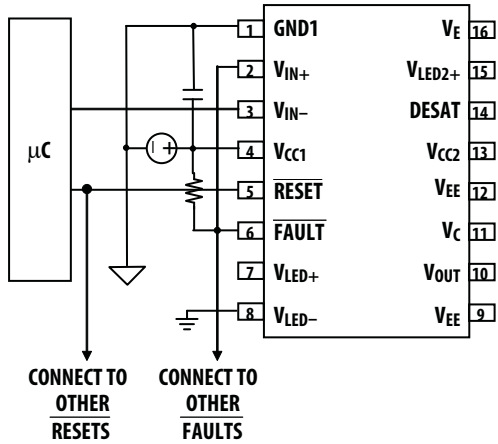 1 GND1 VE 16
2 VIN+ VLED2+ 15
3 VIN− DESAT 14
μC
− + 4 VCC1 VCC2 13
5 RESET VEE 12
6 FAULT VC 11
7 VLED+ VOUT 10
8 VLED− VEE 9
CONNECT TO OTHER RESETS
CONNECT TO OTHER FAULTS